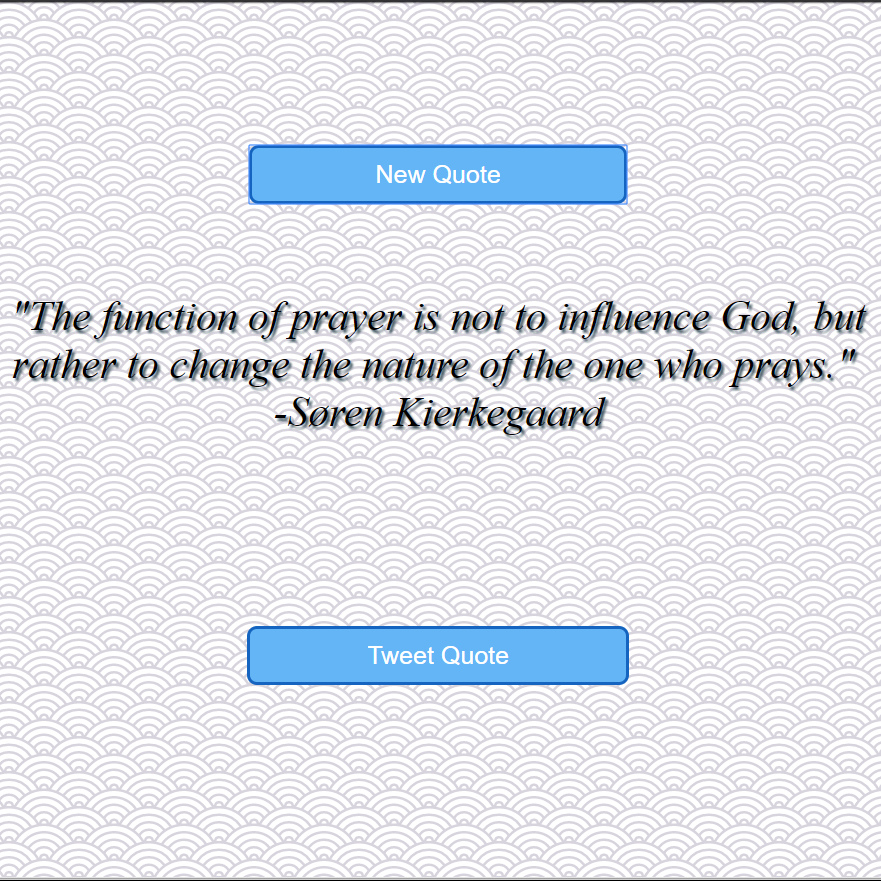 New Quote
"The function of prayer is not to influence God, but
rather to change the nature of the one who prays."
-Søren Kierkegaard
Tweet Quote